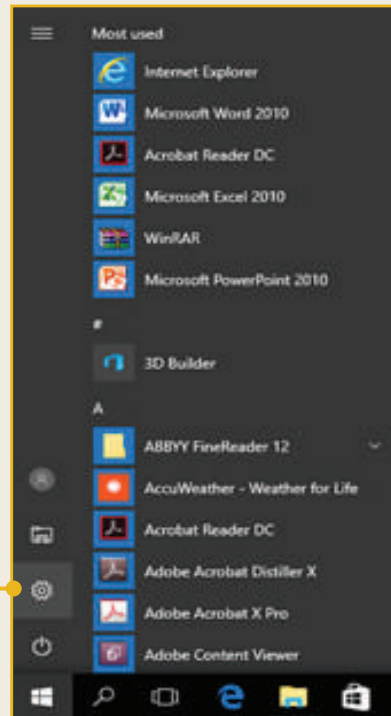 Most used
Internet Explorer
Microsoft Word 2010
Acrobat Reader DC
Microsoft Excel 2010
WinRAR
Microsoft PowerPoint 2010
#
3D Builder
A
ABBYY FineReader 12
AccuWeather - Weather for Life
Acrobat Reader DC
Adobe Acrobat Distiller X
Adobe Acrobat X Pro
Adobe Content Viewer